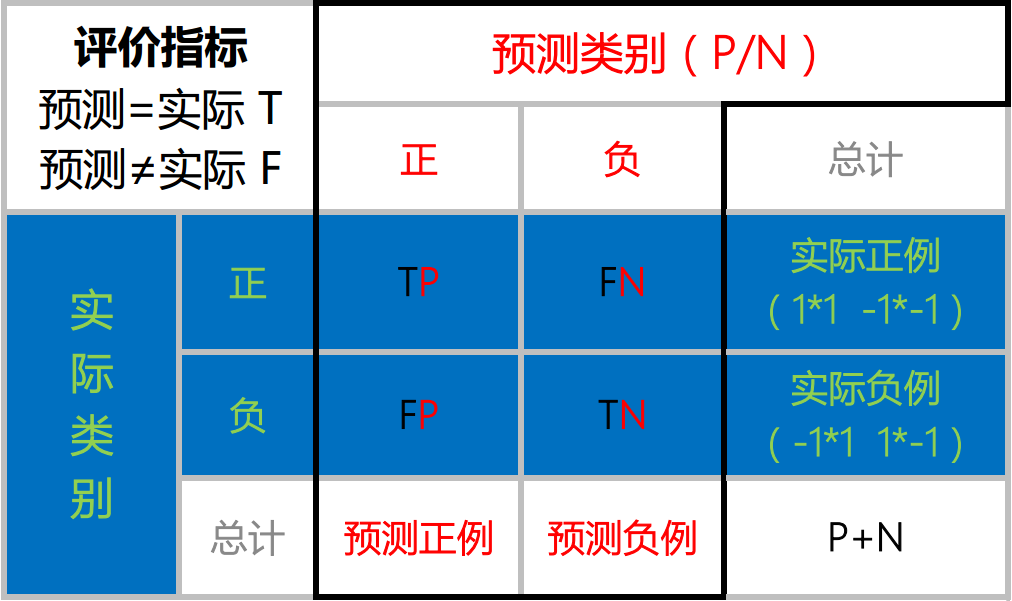 评价指标
预测=实际 T
预测≠实际 F
预测类别（P/N）
正
负
总计
实际类别
正
TP
FN
实际正例
（1*1 -1*-1）
负
FP
TN
实际负例
（-1*1 1*-1）
总计
预测正例
预测负例
P+N